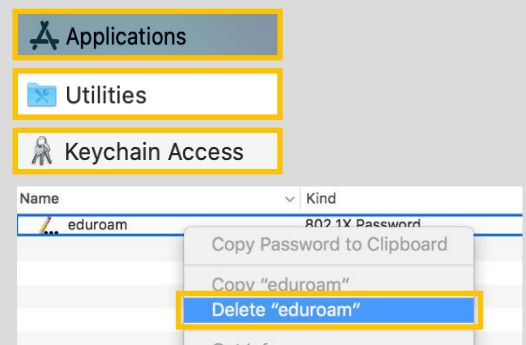 Applications
Utilities
Keychain Access
Name Kind
eduroam 802.1X Password
Copy Password to Clipboard
Copy “eduroam”
Delete “eduroam”